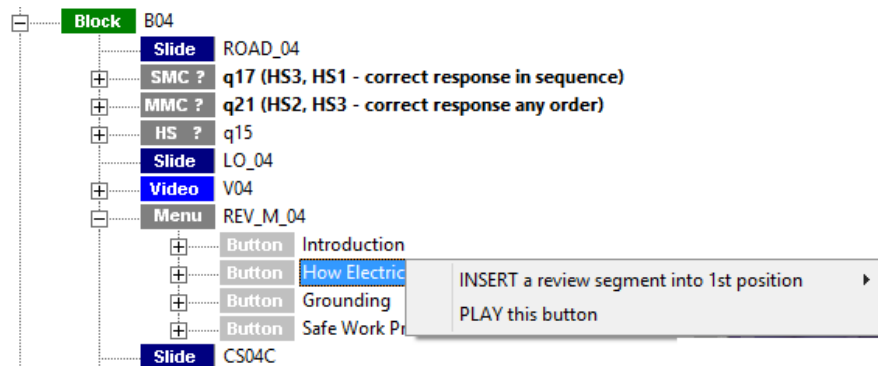 Block B04
Slide ROAD_04
SMC ? q17 (HS3, HS1 - correct response in sequence)
MMC ? q21 (HS2, HS3 - correct response any order)
HS ? q15
Slide LO_04
Video V04
Menu REV_M_04
Button Introduction
Button How Electric
INSERT a review segment into 1st position
Button Grounding
PLAY this button
Button Safe Work Pr
Slide CS04C